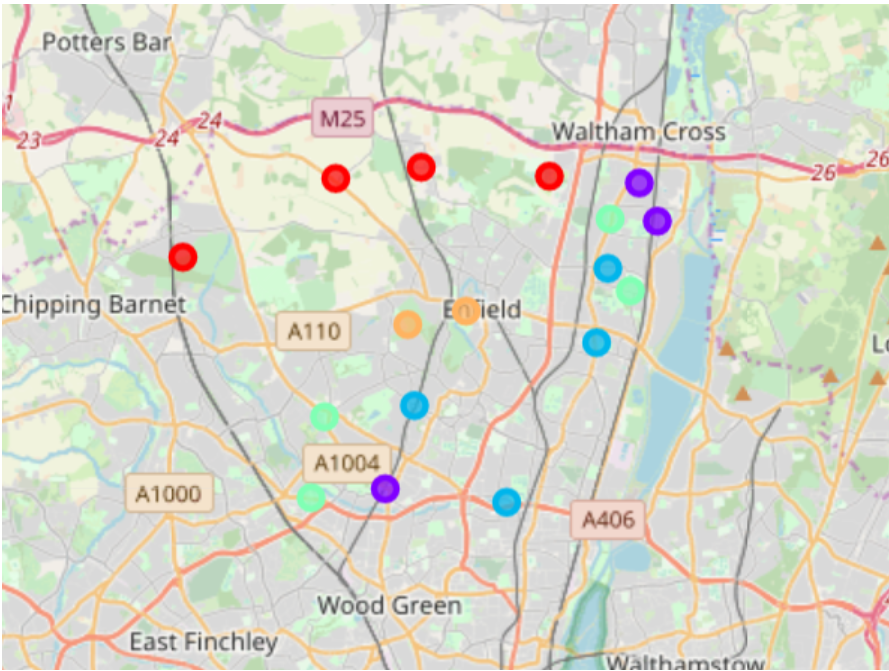 Potters Bar
M25
24
24
23
Waltham Cross
26
26
Chipping Barnet
Enfield
A110
A1004
A1000
A406
Wood Green
East Finchley
Walthamstow